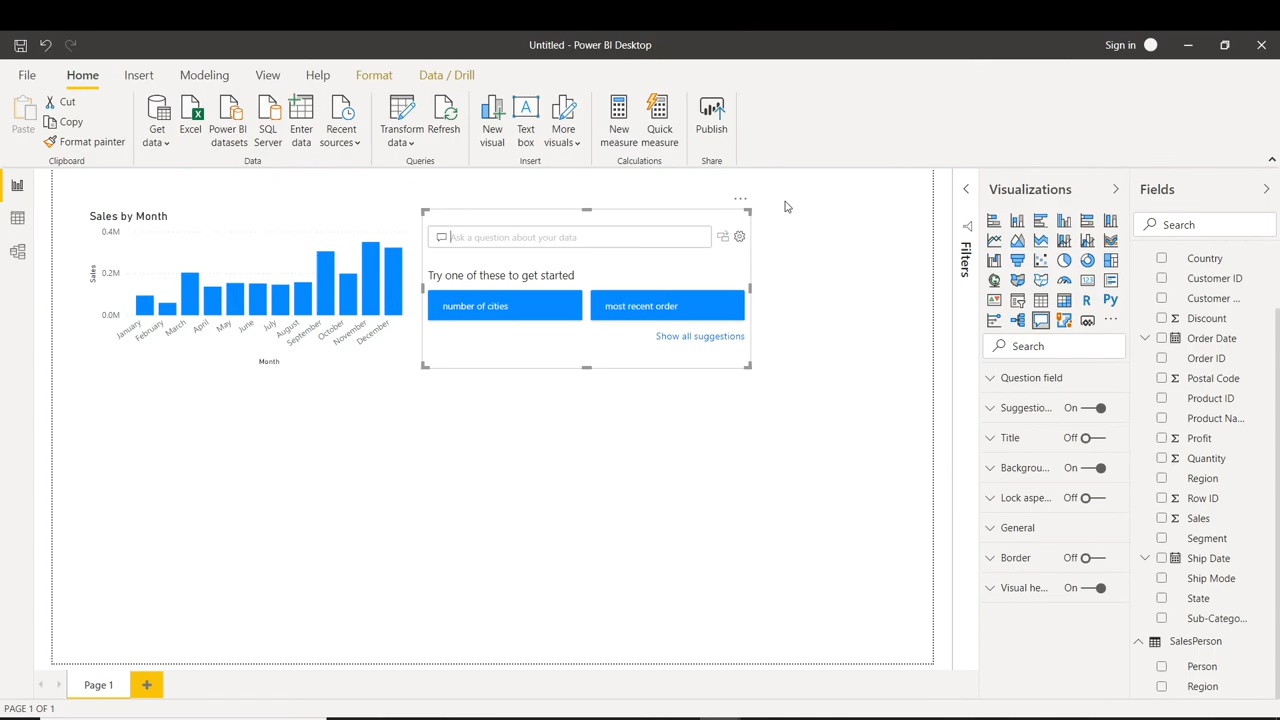 Untitled - Power BI Desktop
Sign in
File Home Insert Modeling View Help Format Data / Drill
Paste
Cut
Copy
Format painter
Clipboard
Get data
Excel
Power BI datasets
SQL Server
Enter data
Recent sources
Data
Transform data
Refresh
Queries
New visual
Text box
More visuals
Insert
New measure
Quick measure
Calculations
Publish
Share
Sales by Month
0.4M
0.2M
0.0M
Sales
January February March April May June July August September October November December
Month
Ask a question about your data
Try one of these to get started
number of cities
most recent order
Show all suggestions
Filters
Visualizations
R
Py
Search
Question field
Suggestio... On
Title Off
Backgrou... On
Lock aspe... Off
General
Border Off
Visual he... On
Fields
Search
Country
Customer ID
Customer ...
Σ Discount
Order Date
Order ID
Σ Postal Code
Product ID
Product Na...
Σ Profit
Σ Quantity
Region
Σ Row ID
Σ Sales
Segment
Ship Date
Ship Mode
State
Sub-Catego...
SalesPerson
Person
Region
Page 1
PAGE 1 OF 1